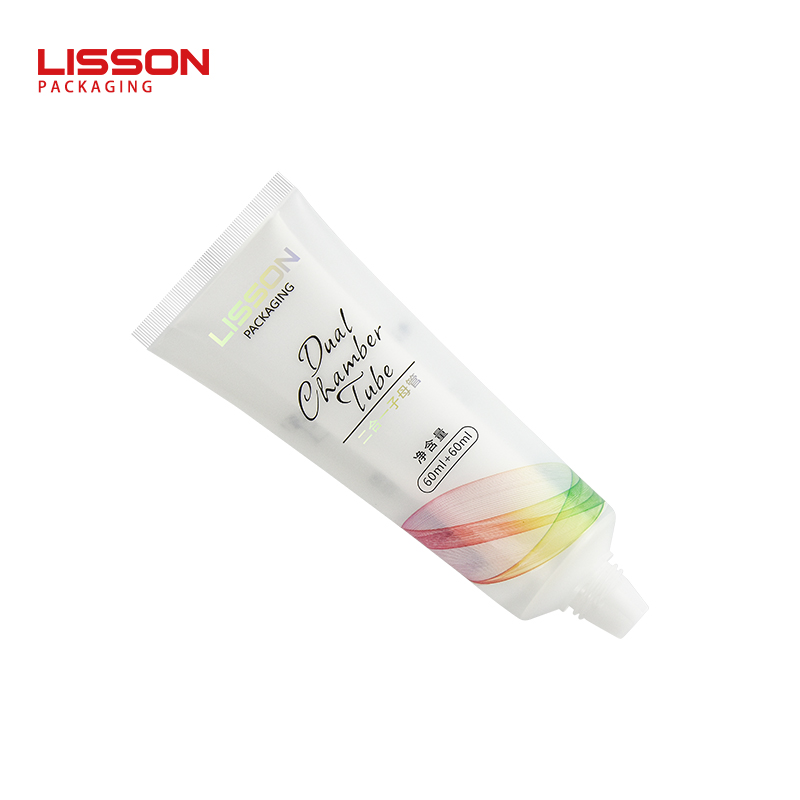 LISSON
PACKAGING
LISSON
PACKAGING
Dual
Chamber
Tube
二合一子母管
净含量
60ml+60ml